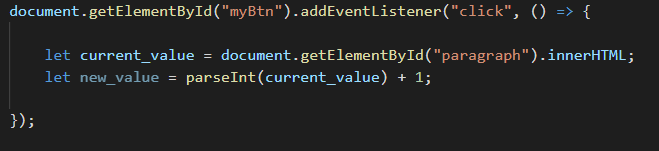 document.getElementById("myBtn").addEventListener("click", () => {
let current_value = document.getElementById("paragraph").innerHTML;
let new_value = parseInt(current_value) + 1;
});